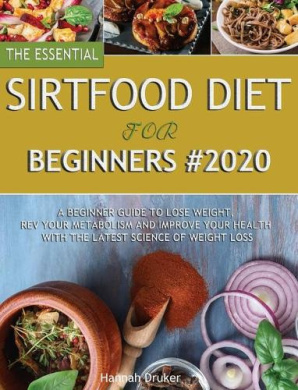 THE ESSENTIAL
SIRTFOOD DIET
FOR
BEGINNERS #2020
A BEGINNER GUIDE TO LOSE WEIGHT,
REV YOUR METABOLISM AND IMPROVE YOUR HEALTH
WITH THE LATEST SCIENCE OF WEIGHT LOSS
Hannah Druker